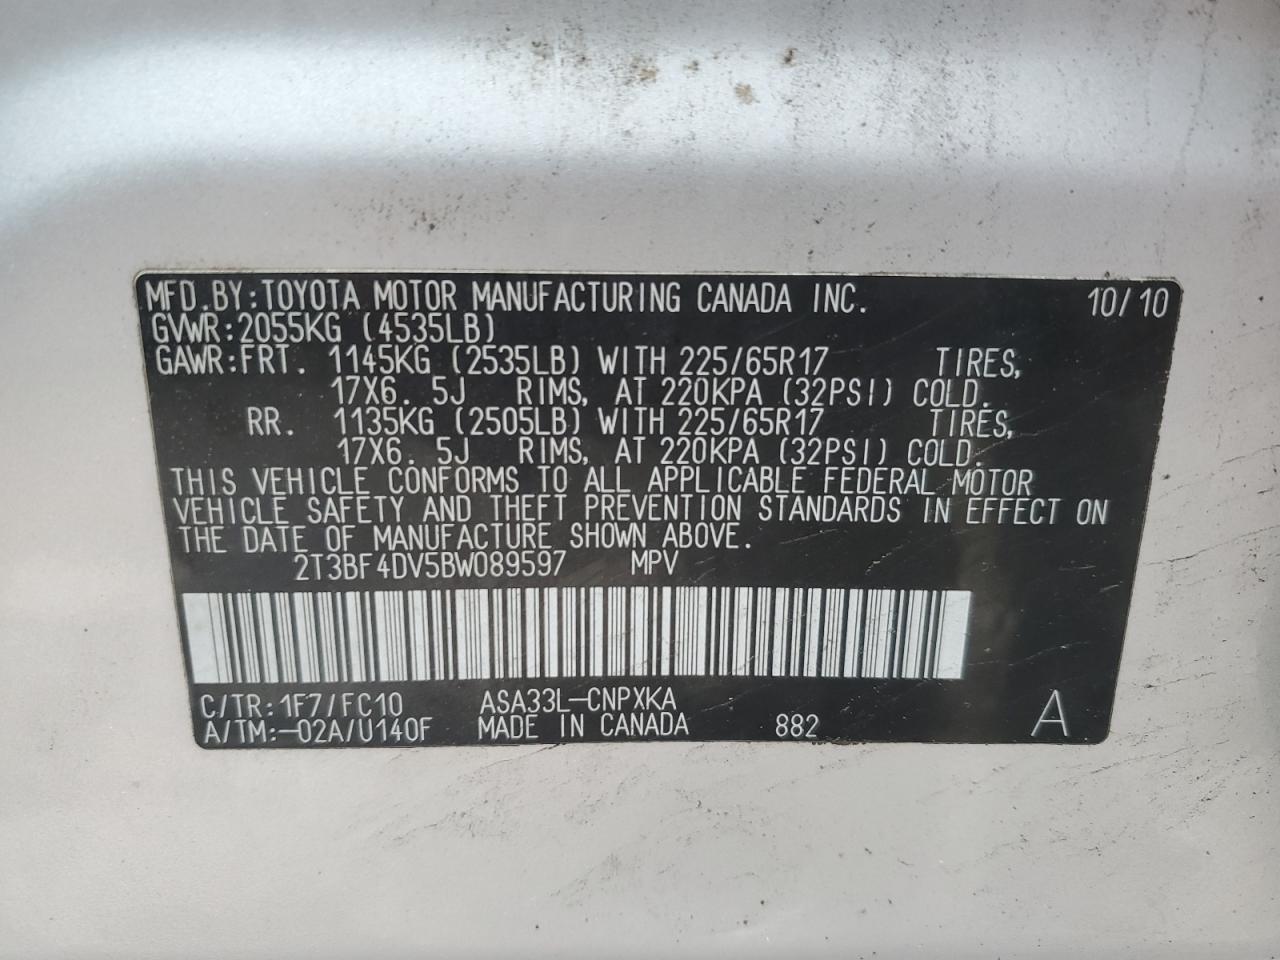 MFD.BY:TOYOTA MOTOR MANUFACTURING CANADA INC. 10/10
GVWR:2055KG (4535LB)
GAWR:FRT. 1145KG (2535LB) WITH 225/65R17 TIRES,
17X6.5J RIMS, AT 220KPA (32PSI) COLD.
RR. 1135KG (2505LB) WITH 225/65R17 TIRES,
17X6.5J RIMS, AT 220KPA (32PSI) COLD.
THIS VEHICLE CONFORMS TO ALL APPLICABLE FEDERAL MOTOR
VEHICLE SAFETY AND THEFT PREVENTION STANDARDS IN EFFECT ON
THE DATE OF MANUFACTURE SHOWN ABOVE.
2T3BF4DV5BW089597 MPV
C/TR:1F7/FC10 ASA33L-CNPXKA
A/TM:-02A/U140F MADE IN CANADA 882 A